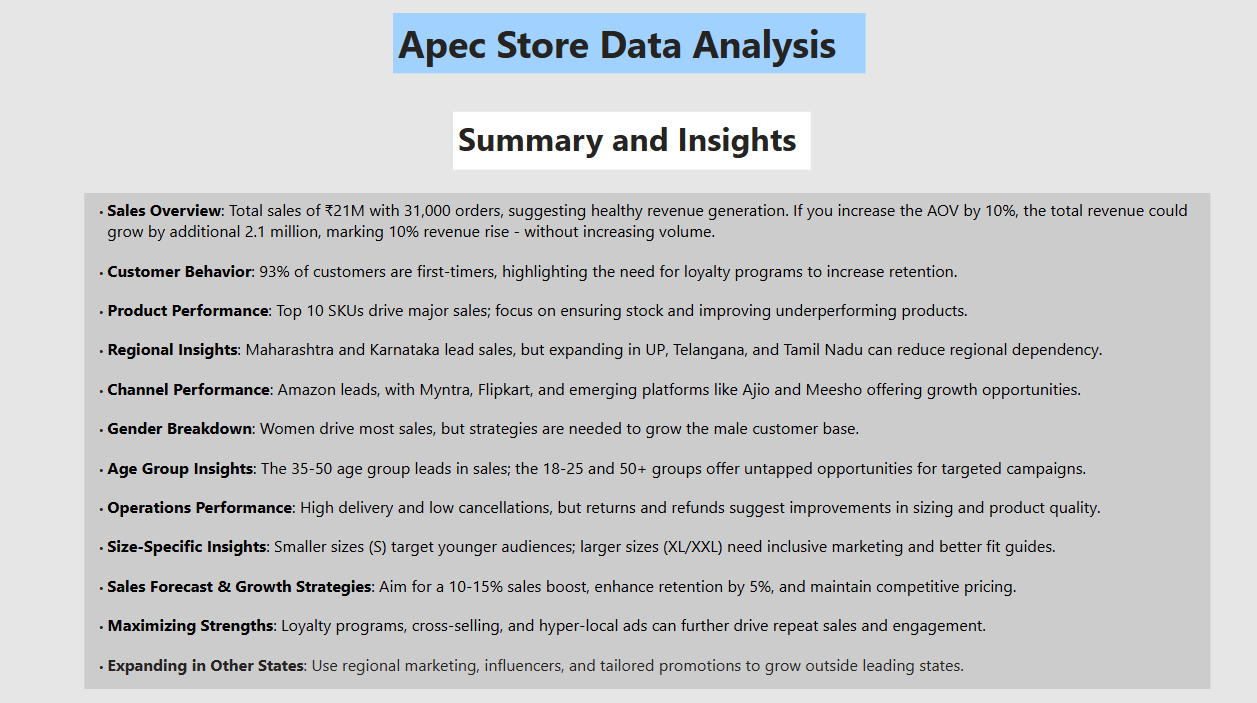 Apec Store Data Analysis
Summary and Insights
• Sales Overview: Total sales of ₹21M with 31,000 orders, suggesting healthy revenue generation. If you increase the AOV by 10%, the total revenue could
grow by additional 2.1 million, marking 10% revenue rise - without increasing volume.
• Customer Behavior: 93% of customers are first-timers, highlighting the need for loyalty programs to increase retention.
• Product Performance: Top 10 SKUs drive major sales; focus on ensuring stock and improving underperforming products.
• Regional Insights: Maharashtra and Karnataka lead sales, but expanding in UP, Telangana, and Tamil Nadu can reduce regional dependency.
• Channel Performance: Amazon leads, with Myntra, Flipkart, and emerging platforms like Ajio and Meesho offering growth opportunities.
• Gender Breakdown: Women drive most sales, but strategies are needed to grow the male customer base.
• Age Group Insights: The 35-50 age group leads in sales; the 18-25 and 50+ groups offer untapped opportunities for targeted campaigns.
• Operations Performance: High delivery and low cancellations, but returns and refunds suggest improvements in sizing and product quality.
• Size-Specific Insights: Smaller sizes (S) target younger audiences; larger sizes (XL/XXL) need inclusive marketing and better fit guides.
• Sales Forecast & Growth Strategies: Aim for a 10-15% sales boost, enhance retention by 5%, and maintain competitive pricing.
• Maximizing Strengths: Loyalty programs, cross-selling, and hyper-local ads can further drive repeat sales and engagement.
• Expanding in Other States: Use regional marketing, influencers, and tailored promotions to grow outside leading states.